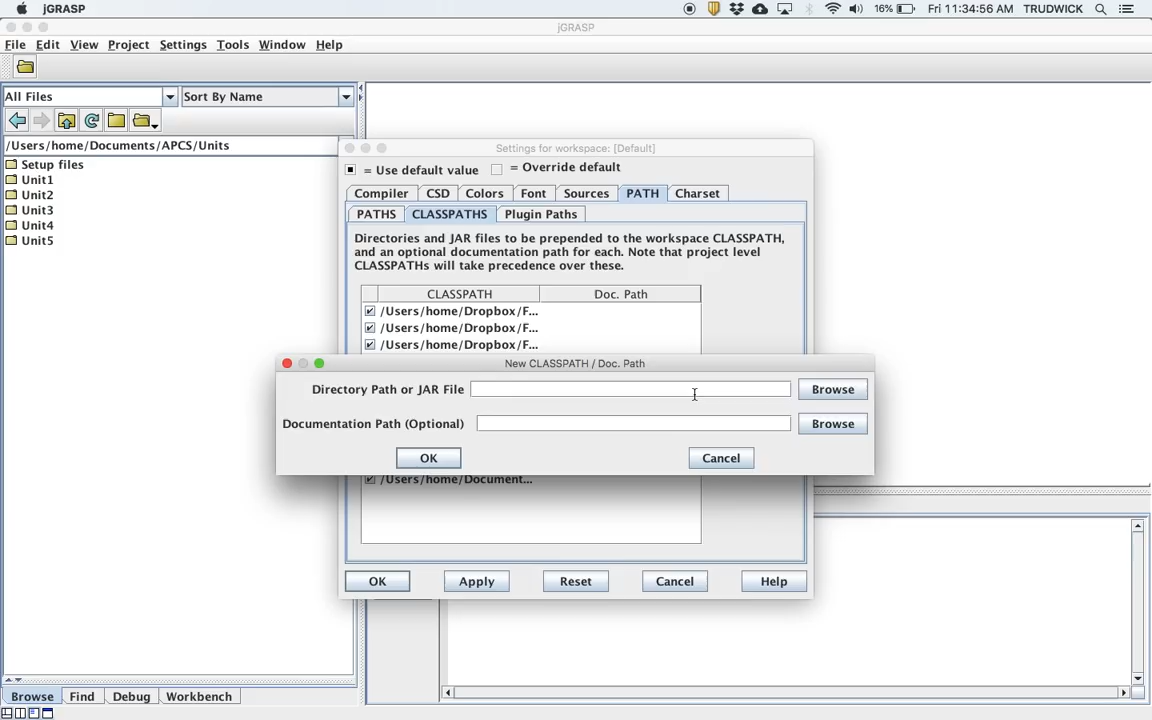 jGRASP 16% Fri 11:34:56 AM TRUDWICK
jGRASP
File Edit View Project Settings Tools Window Help
All Files Sort By Name
/Users/home/Documents/APCS/Units
Setup files
Unit1
Unit2
Unit3
Unit4
Unit5
Settings for workspace: [Default]
= Use default value = Override default
Compiler CSD Colors Font Sources PATH Charset
PATHS CLASSPATHS Plugin Paths
Directories and JAR files to be prepended to the workspace CLASSPATH,
and an optional documentation path for each. Note that project level
CLASSPATHs will take precedence over these.
CLASSPATH Doc. Path
/Users/home/Dropbox/F...
/Users/home/Dropbox/F...
/Users/home/Dropbox/F...
New CLASSPATH / Doc. Path
Directory Path or JAR File Browse
Documentation Path (Optional) Browse
OK Cancel
/Users/home/Document...
OK Apply Reset Cancel Help
Browse Find Debug Workbench